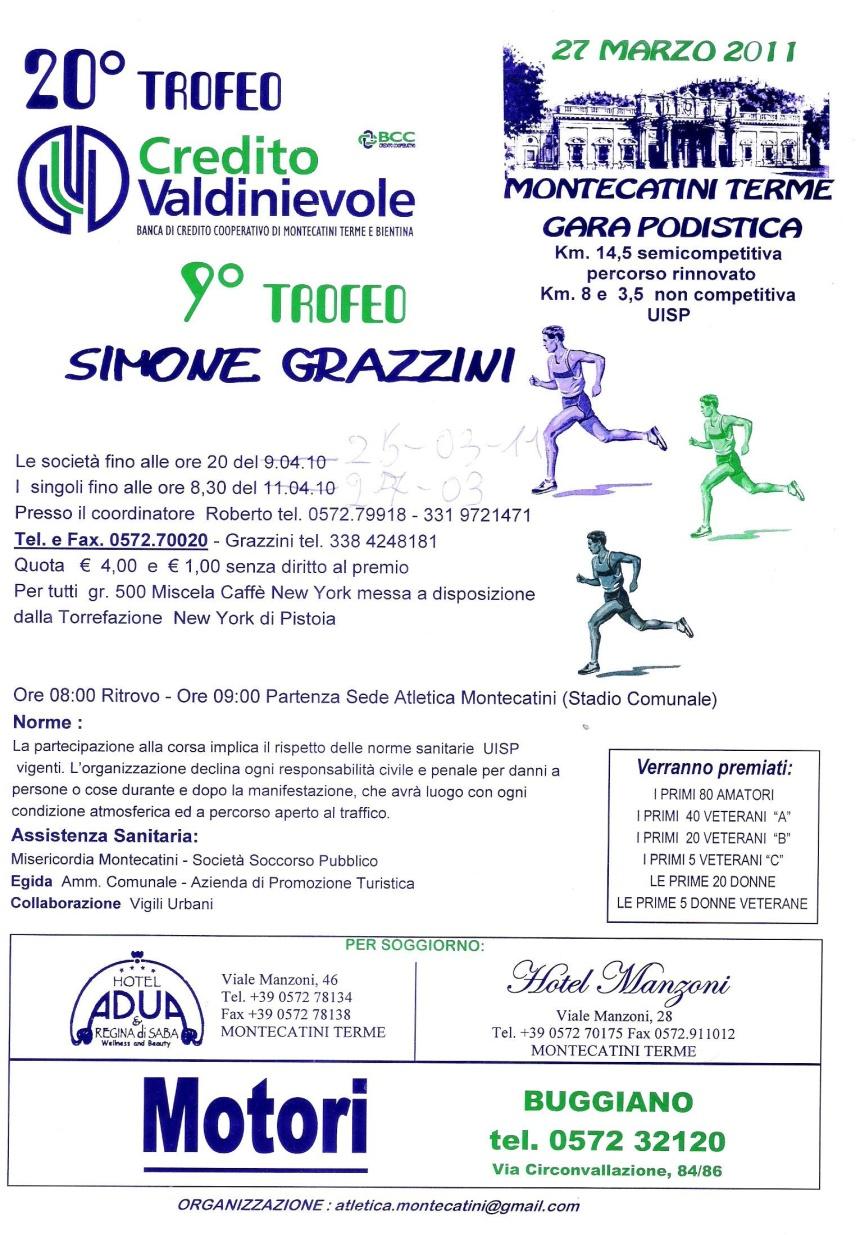 20° TROFEO
BCC
CREDITO COOPERATIVO
Credito
Valdinievole
BANCA DI CREDITO COOPERATIVO DI MONTECATINI TERME E BIENTINA
27 MARZO 2011
MONTECATINI TERME
GARA PODISTICA
Km. 14,5 semicompetitiva
percorso rinnovato
Km. 8 e 3,5 non competitiva
UISP
9° TROFEO
SIMONE GRAZZINI
Le società fino alle ore 20 del 9.04.10 25-03-11
I singoli fino alle ore 8,30 del 11.04.10 27-03
Presso il coordinatore Roberto tel. 0572.79918 - 331 9721471
Tel. e Fax. 0572.70020 - Grazzini tel. 338 4248181
Quota € 4,00 e € 1,00 senza diritto al premio
Per tutti gr. 500 Miscela Caffè New York messa a disposizione
dalla Torrefazione New York di Pistoia
Ore 08:00 Ritrovo - Ore 09:00 Partenza Sede Atletica Montecatini (Stadio Comunale)
Norme :
La partecipazione alla corsa implica il rispetto delle norme sanitarie UISP
vigenti. L'organizzazione declina ogni responsabilità civile e penale per danni a
persone o cose durante e dopo la manifestazione, che avrà luogo con ogni
condizione atmosferica ed a percorso aperto al traffico.
Assistenza Sanitaria:
Misericordia Montecatini - Società Soccorso Pubblico
Egida Amm. Comunale - Azienda di Promozione Turistica
Collaborazione Vigili Urbani
Verranno premiati:
I PRIMI 80 AMATORI
I PRIMI 40 VETERANI "A"
I PRIMI 20 VETERANI "B"
I PRIMI 5 VETERANI "C"
LE PRIME 20 DONNE
LE PRIME 5 DONNE VETERANE
PER SOGGIORNO:
HOTEL
ADUA
& REGINA di SABA
Wellness and Beauty
Viale Manzoni, 46
Tel. +39 0572 78134
Fax +39 0572 78138
MONTECATINI TERME
Hotel Manzoni
Viale Manzoni, 28
Tel. +39 0572 70175 Fax 0572.911012
MONTECATINI TERME
Motori
BUGGIANO
tel. 0572 32120
Via Circonvallazione, 84/86
ORGANIZZAZIONE : atletica.montecatini@gmail.com